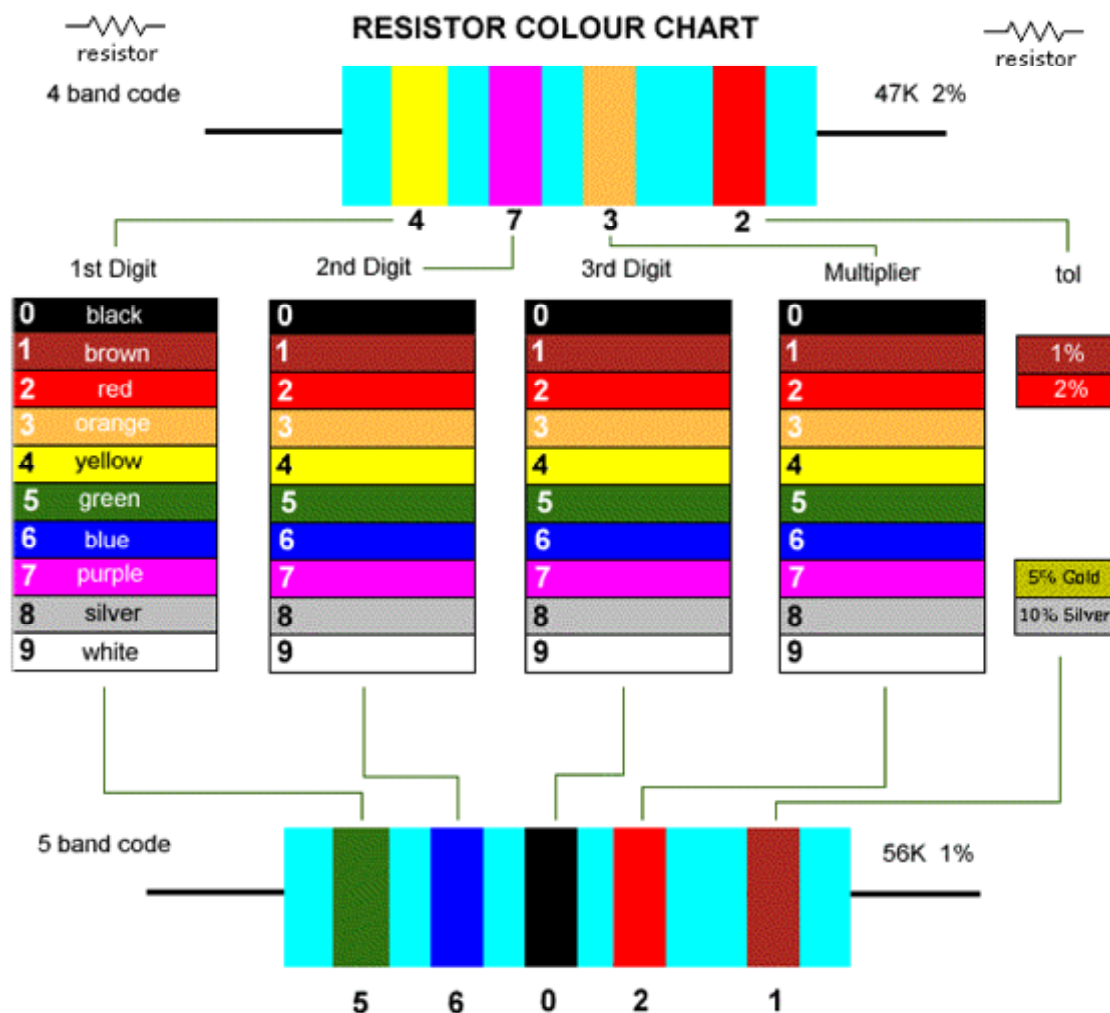 RESISTOR COLOUR CHART
resistor
resistor
4 band code
47K 2%
4 7 3 2
1st Digit 2nd Digit 3rd Digit Multiplier tol
0 black 0 0 0
1 brown 1 1 1 1%
2 red 2 2 2 2%
3 orange 3 3 3
4 yellow 4 4 4
5 green 5 5 5
6 blue 6 6 6
7 purple 7 7 7 5% Gold
8 silver 8 8 8 10% Silver
9 white 9 9 9
5 band code
56K 1%
5 6 0 2 1